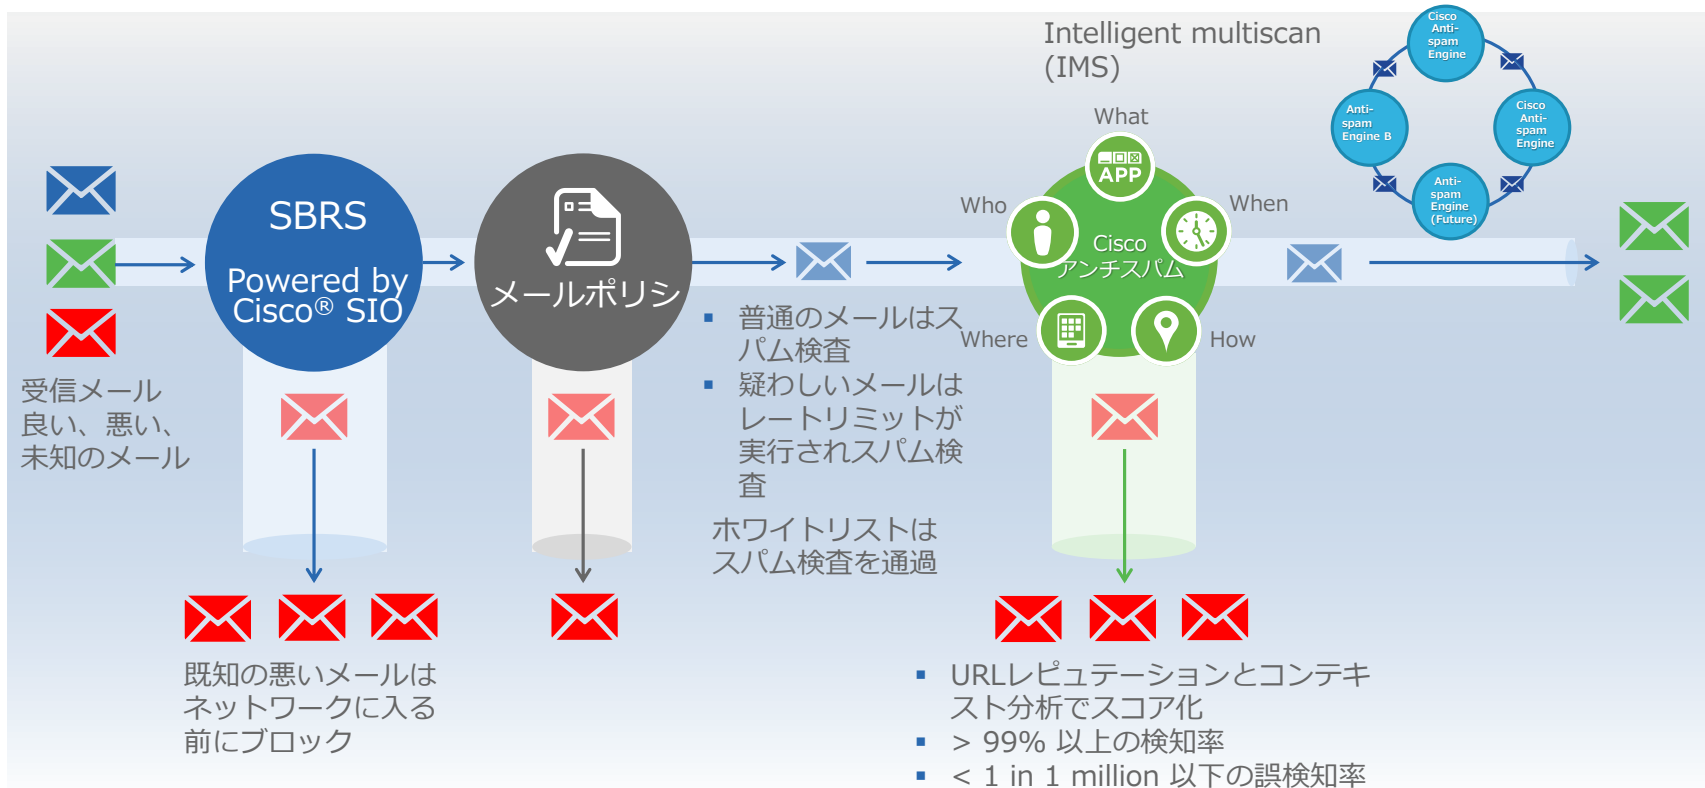 Intelligent multiscan
(IMS)
Cisco
Anti-
spam
Engine
Anti-
spam
Engine B
Cisco
Anti-
spam
Engine
Anti-
spam
Engine
(Future)
受信メール
良い、悪い、
未知のメール
SBRS
Powered by
Cisco® SIO
メールポリシ
What
APP
Who
When
Cisco
アンチスパム
Where
How
▪ 普通のメールはス
パム検査
▪ 疑わしいメールは
レートリミットが
実行されスパム検
査
ホワイトリストは
スパム検査を通過
既知の悪いメールは
ネットワークに入る
前にブロック
▪ URLレピュテーションとコンテキ
スト分析でスコア化
▪ > 99% 以上の検知率
▪ < 1 in 1 million 以下の誤検知率